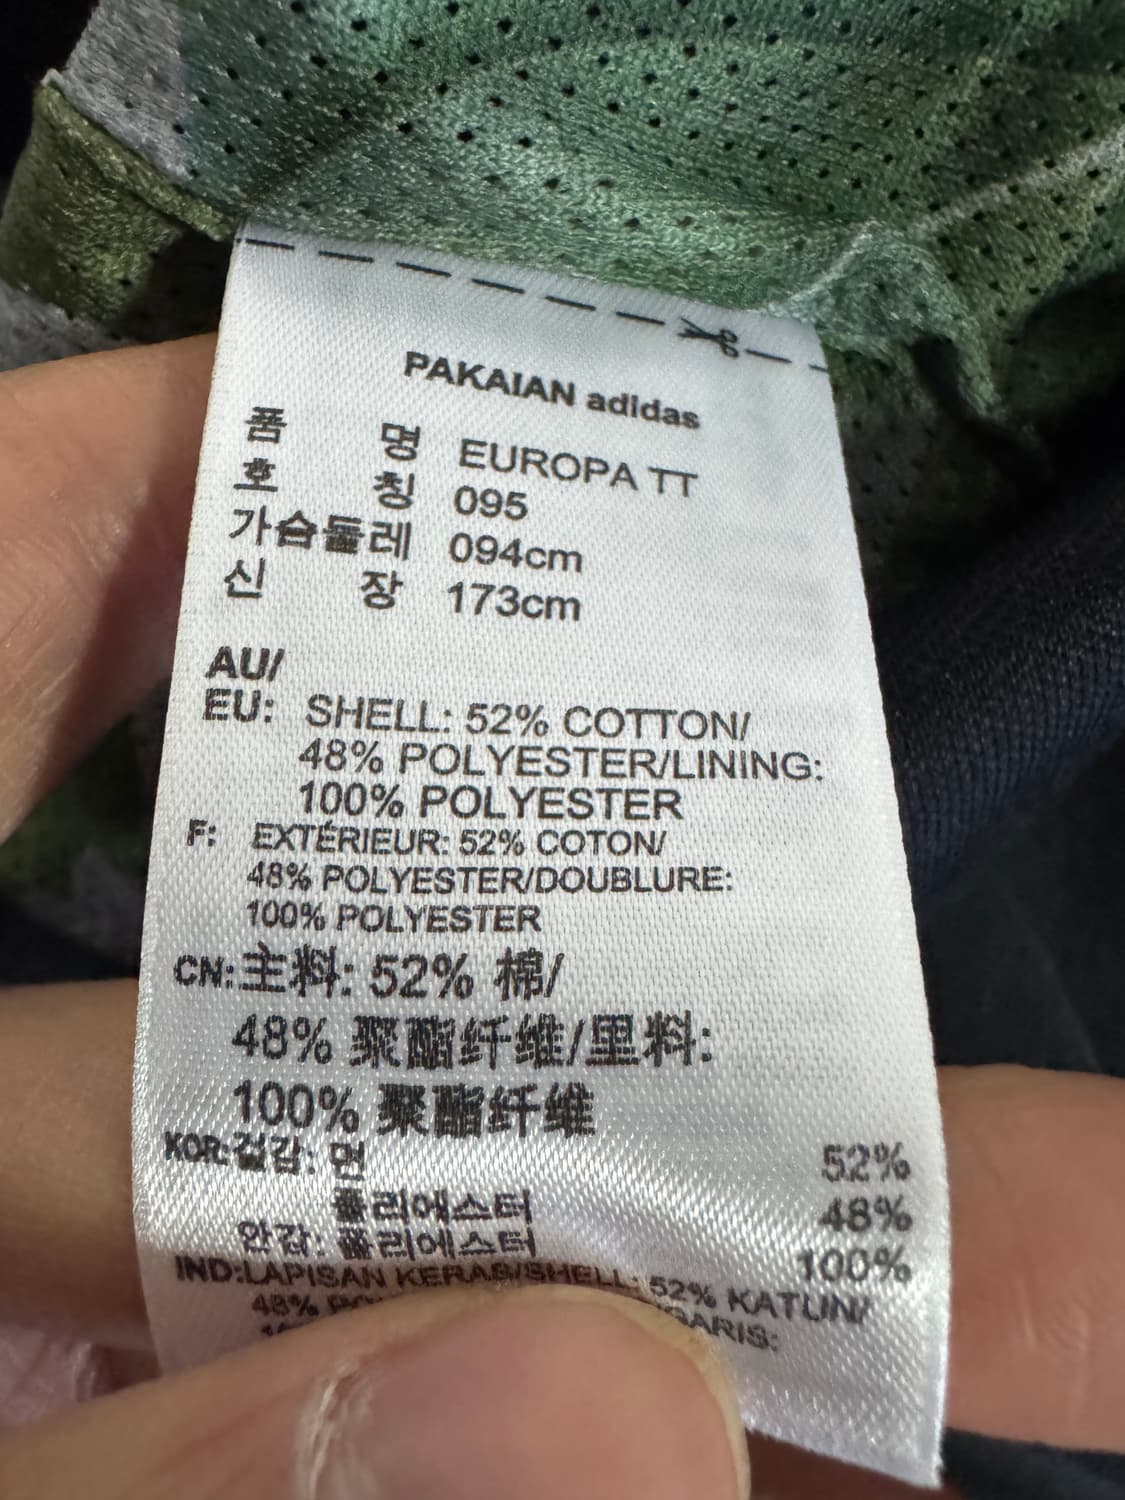 PAKAIAN adidas
품 명 EUROPA TT
호 칭 095
가슴둘레 094cm
신 장 173cm
AU/
EU: SHELL: 52% COTTON/
48% POLYESTER/LINING:
100% POLYESTER
F: EXTÉRIEUR: 52% COTON/
48% POLYESTER/DOUBLURE:
100% POLYESTER
CN:主料: 52% 棉/
48% 聚酯纤维/里料:
100% 聚酯纤维
KOR:겉감: 면 52%
폴리에스터 48%
안감: 폴리에스터 100%
IND:LAPISAN KERAS/SHELL: 52% KATUN/
48%